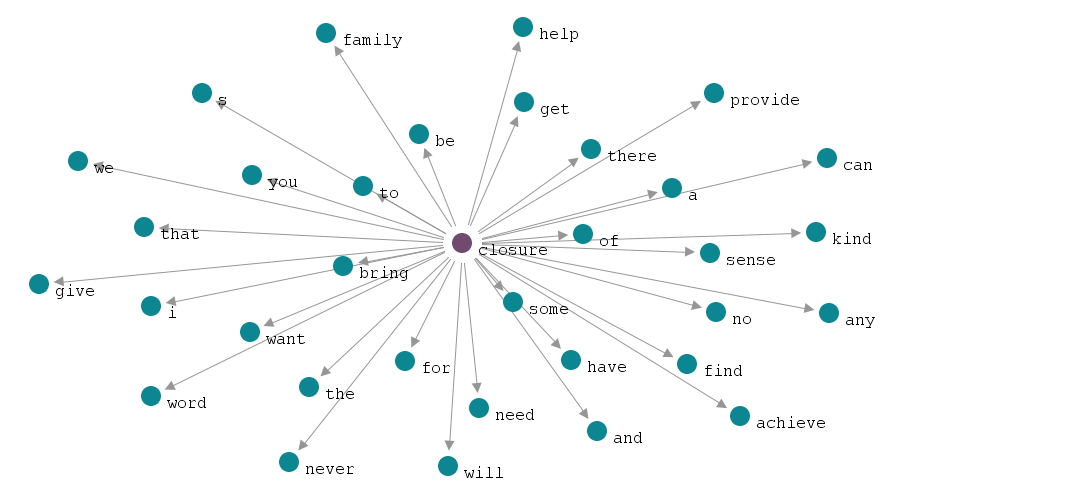 family
help
s
get
provide
be
there
can
we
you
to
a
that
of
kind
closure
sense
bring
give
i
some
no
any
want
for
have
find
the
word
need
achieve
and
never
will